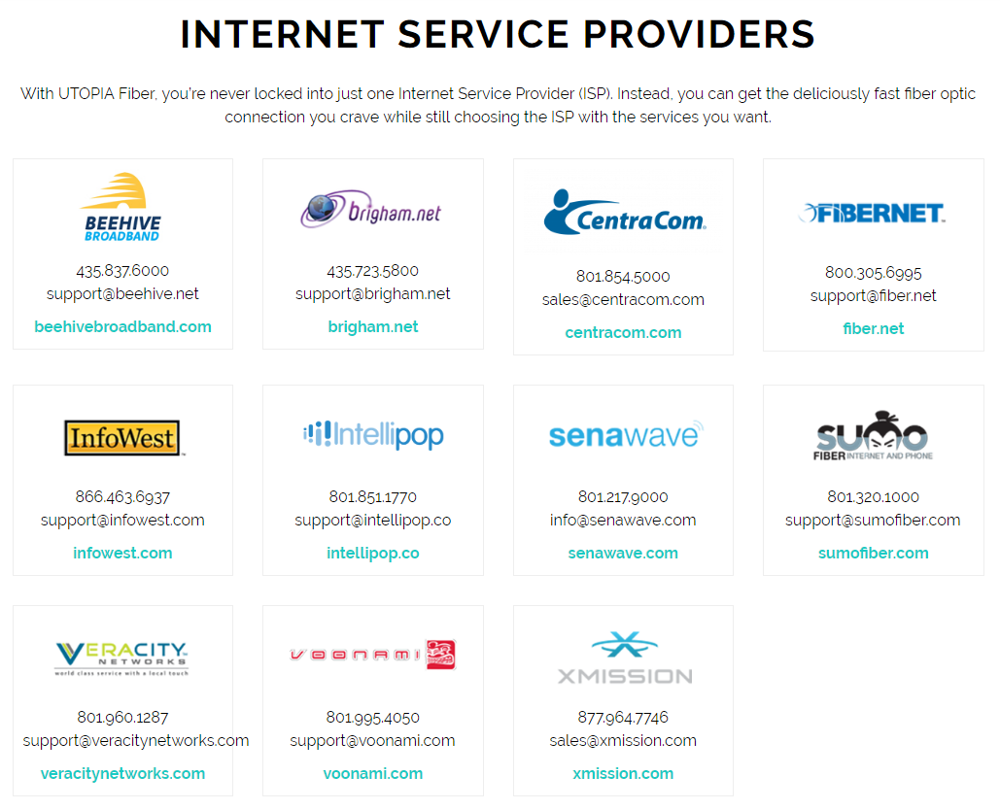 INTERNET SERVICE PROVIDERS
With UTOPIA Fiber, you're never locked into just one Internet Service Provider (ISP). Instead, you can get the deliciously fast fiber optic
connection you crave while still choosing the ISP with the services you want.
BEEHIVE
BROADBAND
435.837.6000
support@beehive.net
beehivebroadband.com
brigham.net
435.723.5800
support@brigham.net
brigham.net
CentraCom
801.854.5000
sales@centracom.com
centracom.com
FIBERNET
800.305.6995
support@fiber.net
fiber.net
InfoWest
866.463.6937
support@infowest.com
infowest.com
Intellipop
801.851.1770
support@intellipop.co
intellipop.co
senawave
801.217.9000
info@senawave.com
senawave.com
SUMO
FIBER INTERNET AND PHONE
801.320.1000
support@sumofiber.com
sumofiber.com
VERACITY
NETWORKS
world class service with a local touch
801.960.1287
support@veracitynetworks.com
veracitynetworks.com
VOONAMI
801.995.4050
support@voonami.com
voonami.com
XMISSION
877.964.7746
sales@xmission.com
xmission.com